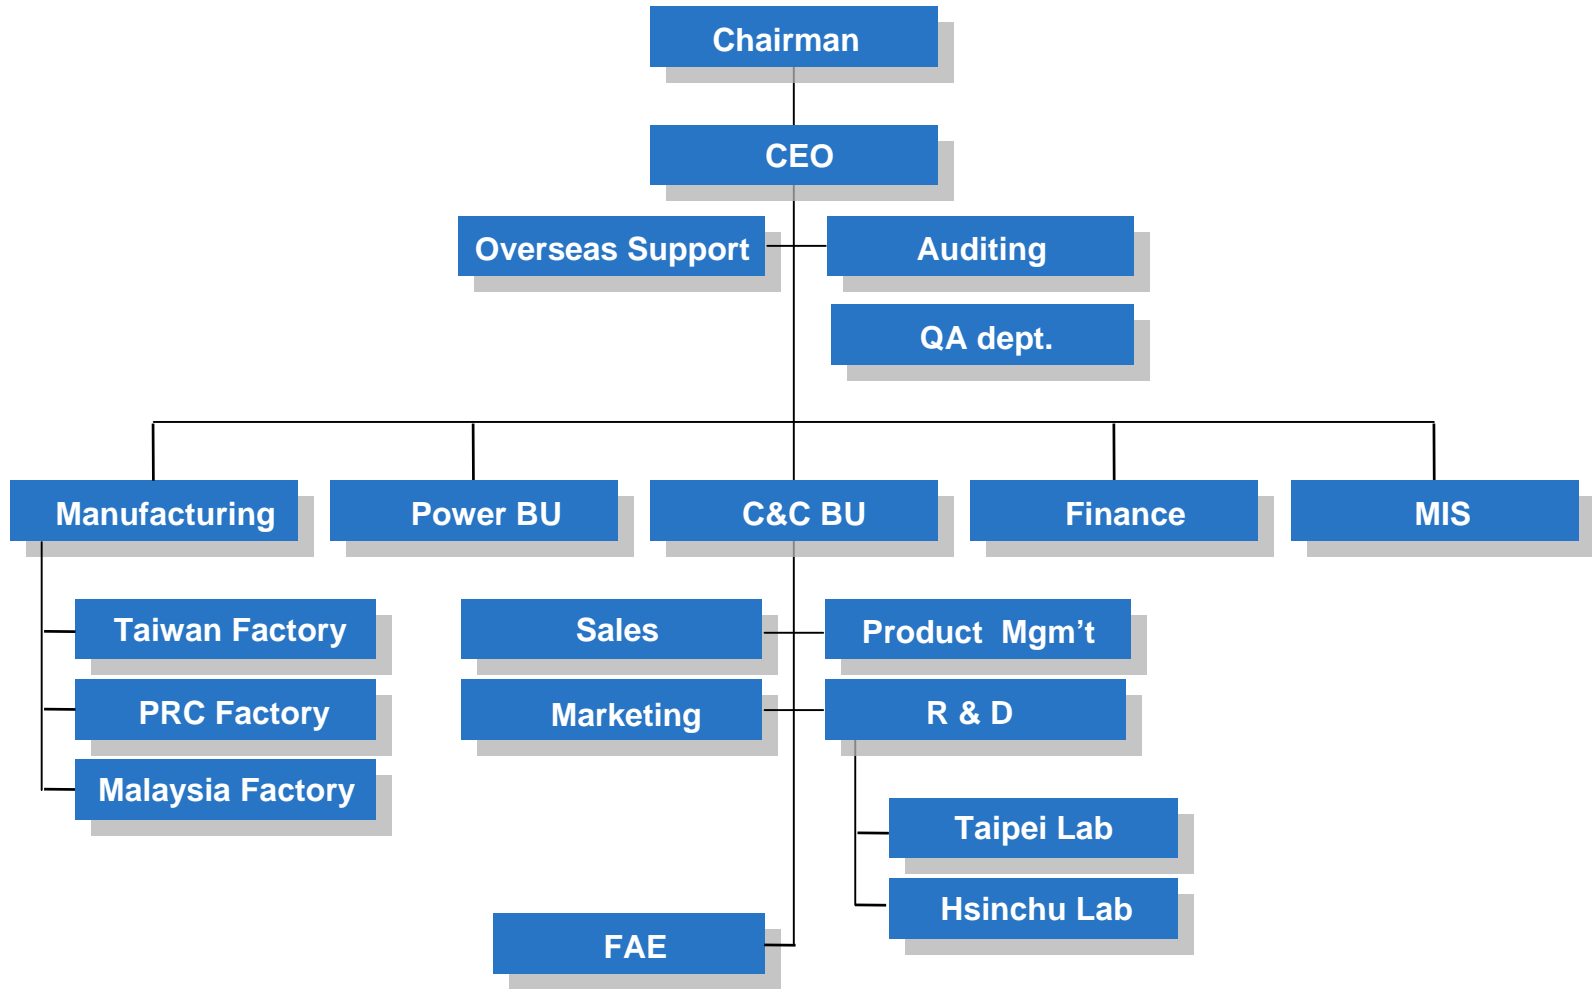 Chairman
CEO
Overseas Support
Auditing
QA dept.
Manufacturing
Power BU
C&C BU
Finance
MIS
Taiwan Factory
Sales
Product Mgm’t
PRC Factory
Marketing
R & D
Malaysia Factory
Taipei Lab
Hsinchu Lab
FAE